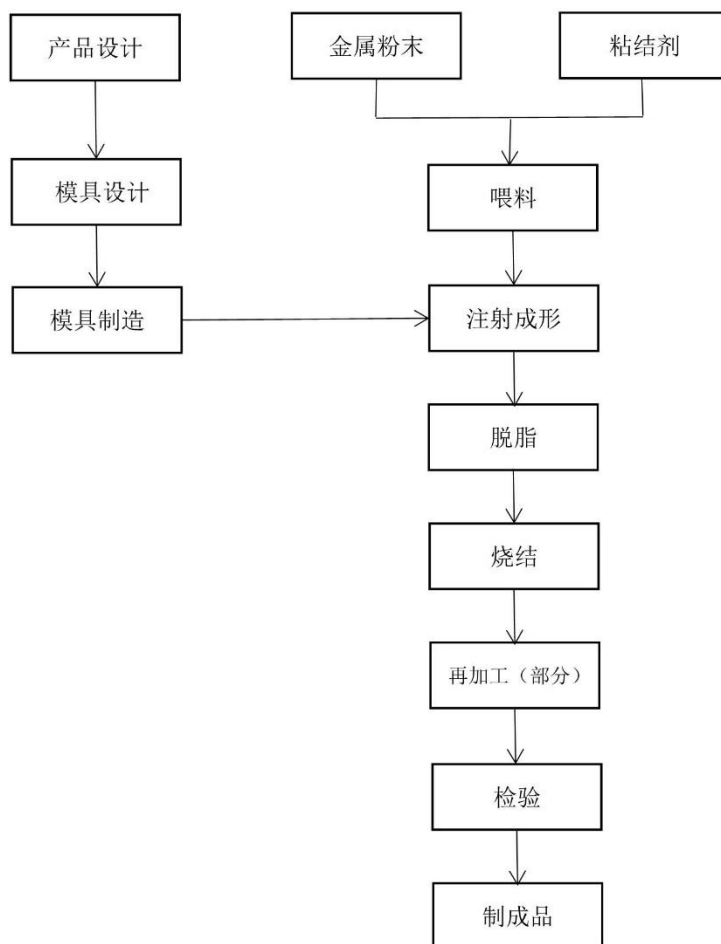 产品设计
金属粉末
粘结剂
模具设计
喂料
模具制造
注射成形
脱脂
烧结
再加工（部分）
检验
制成品